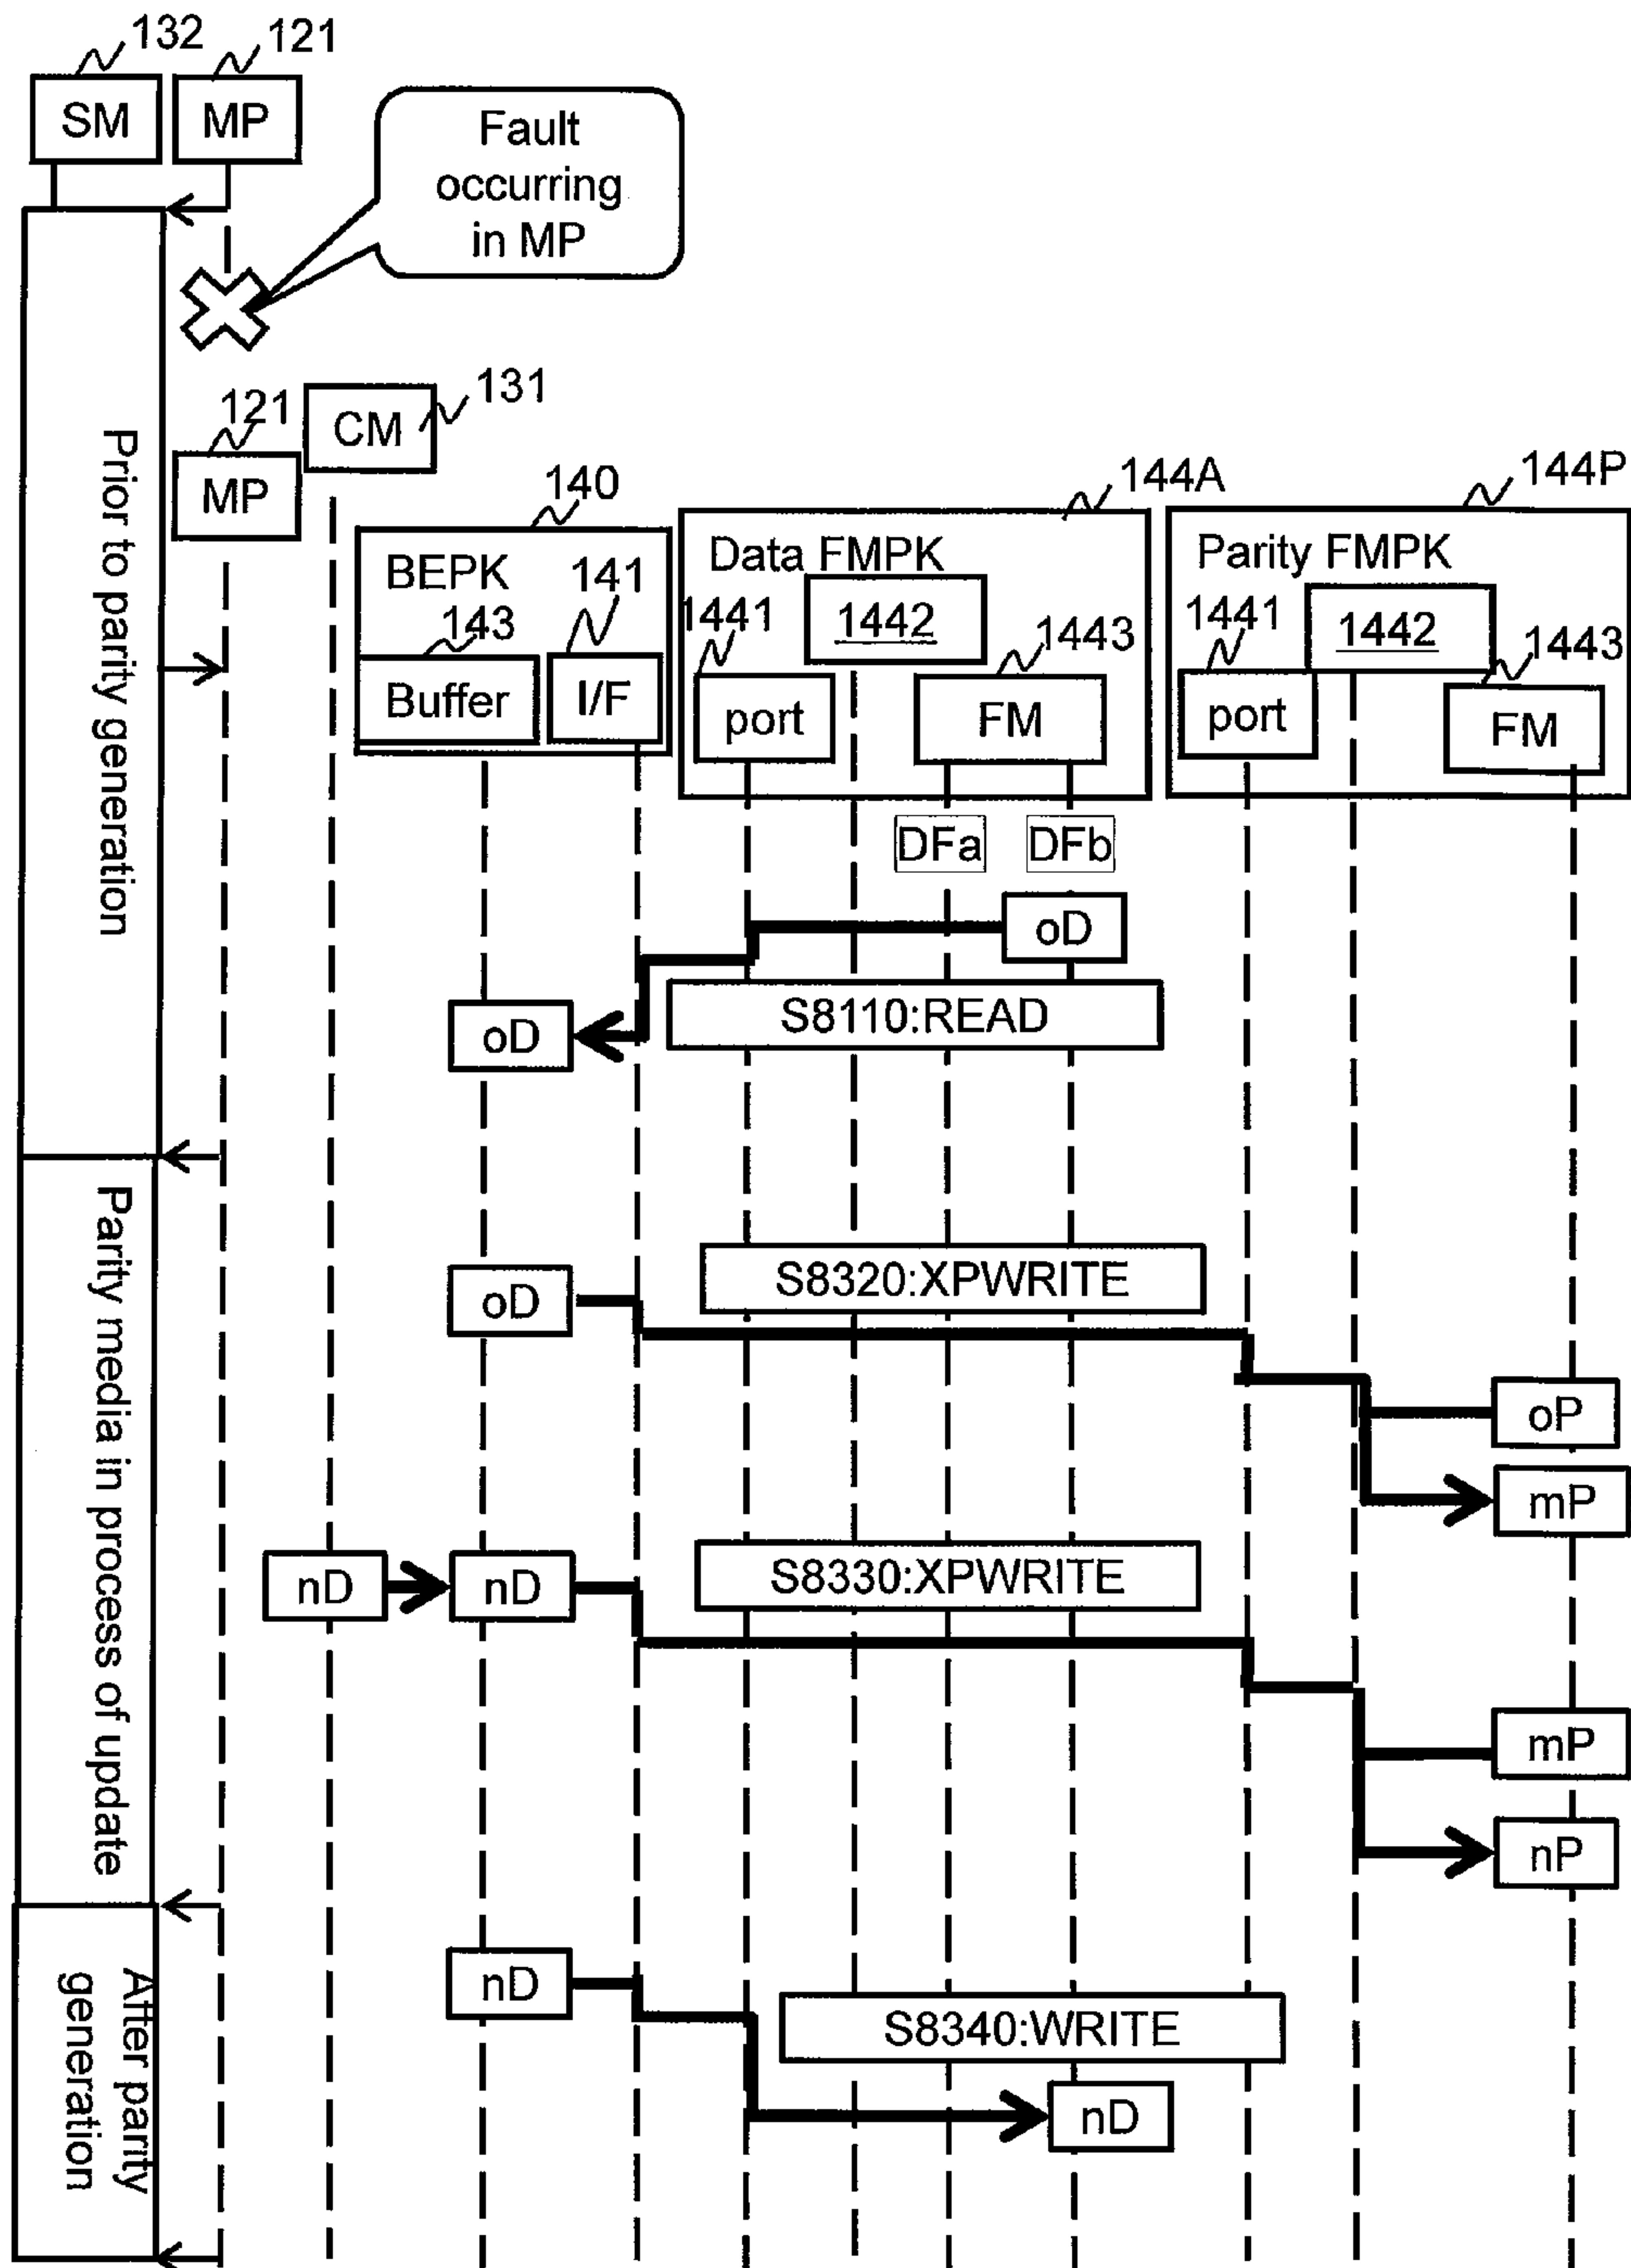 132
121
SM
MP
Fault
occurring
in MP
121
CM
131
MP
140
144A
144P
BEPK
141
143
Buffer
I/F
Data FMPK
1441
1442
1443
port
FM
Parity FMPK
1441
1442
1443
port
FM
DFa
DFb
Prior to parity generation
oD
S8110:READ
oD
Parity media in process of update
S8320:XPWRITE
oD
oP
mP
S8330:XPWRITE
nD
nD
mP
nP
After parity
generation
nD
S8340:WRITE
nD